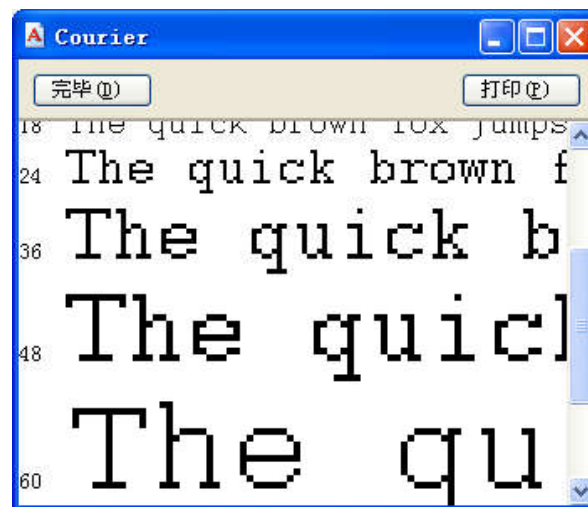 Courier
完毕(D) 打印(P)
18 The quick brown fox jumps
24 The quick brown f
36 The quick b
48 The quicl
60 The qu